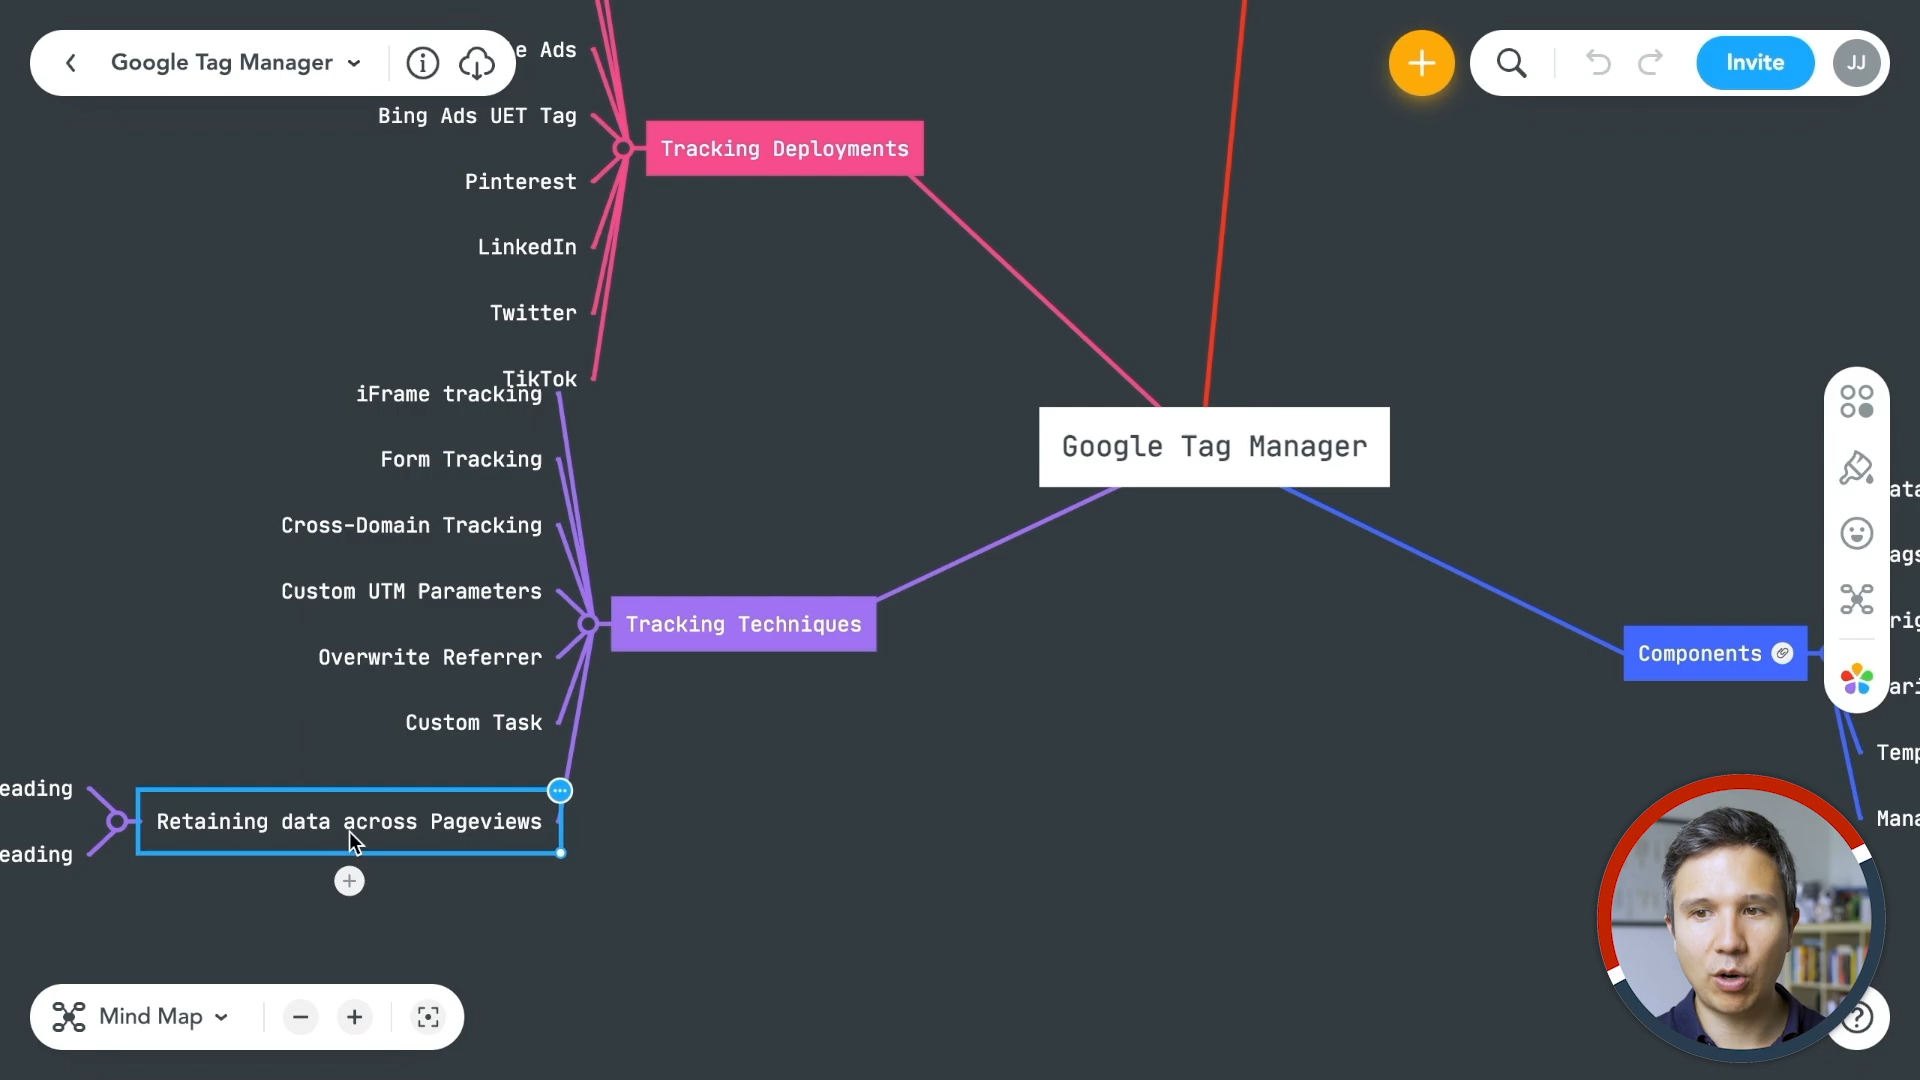 Google Tag Manager
e Ads
Invite
JJ
Bing Ads UET Tag
Tracking Deployments
Pinterest
LinkedIn
Twitter
TikTok
iFrame tracking
Google Tag Manager
Form Tracking
Cross-Domain Tracking
Custom UTM Parameters
Tracking Techniques
Overwrite Referrer
Components
Custom Task
eading
Retaining data across Pageviews
eading
Temp
Mana
Mind Map